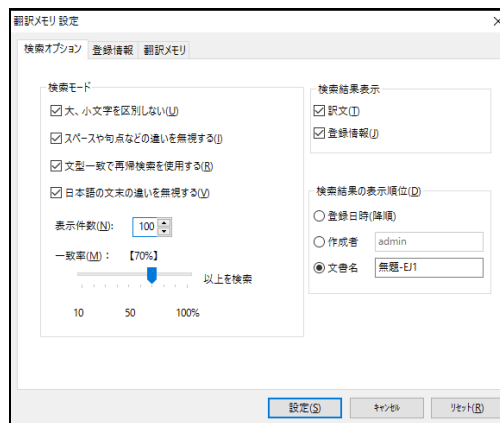 翻訳メモリ 設定
検索オプション 登録情報 翻訳メモリ
検索モード
大、小文字を区別しない(U)
スペースや句点などの違いを無視する(I)
文型一致で再帰検索を使用する(R)
日本語の文末の違いを無視する(V)
表示件数(N): 100
一致率(M): 【70%】
以上を検索
10 50 100%
検索結果表示
訳文(T)
登録情報(J)
検索結果の表示順位(D)
登録日時(降順)
作成者 admin
文書名 無題-EJ1
設定(S) キャンセル リセット(R)